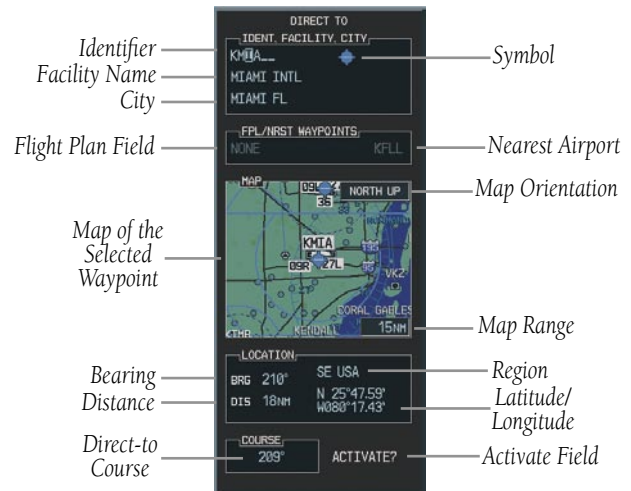 DIRECT TO
IDENT, FACILITY, CITY
Identifier
KMIA__
Symbol
Facility Name
MIAMI INTL
City
MIAMI FL
FPL/NRST WAYPOINTS
Flight Plan Field
NONE
KFLL
Nearest Airport
MAP
09L
36
NORTH UP
Map Orientation
Map of the
Selected
Waypoint
KMIA
09R
27L
VKZ
CORAL GABLES
KENDALL
KTMB
15NM
Map Range
LOCATION
Bearing
BRG 210°
SE USA
Region
Distance
DIS 18NM
N 25°47.59'
W080°17.43'
Latitude/
Longitude
Direct-to
Course
COURSE
209°
ACTIVATE?
Activate Field